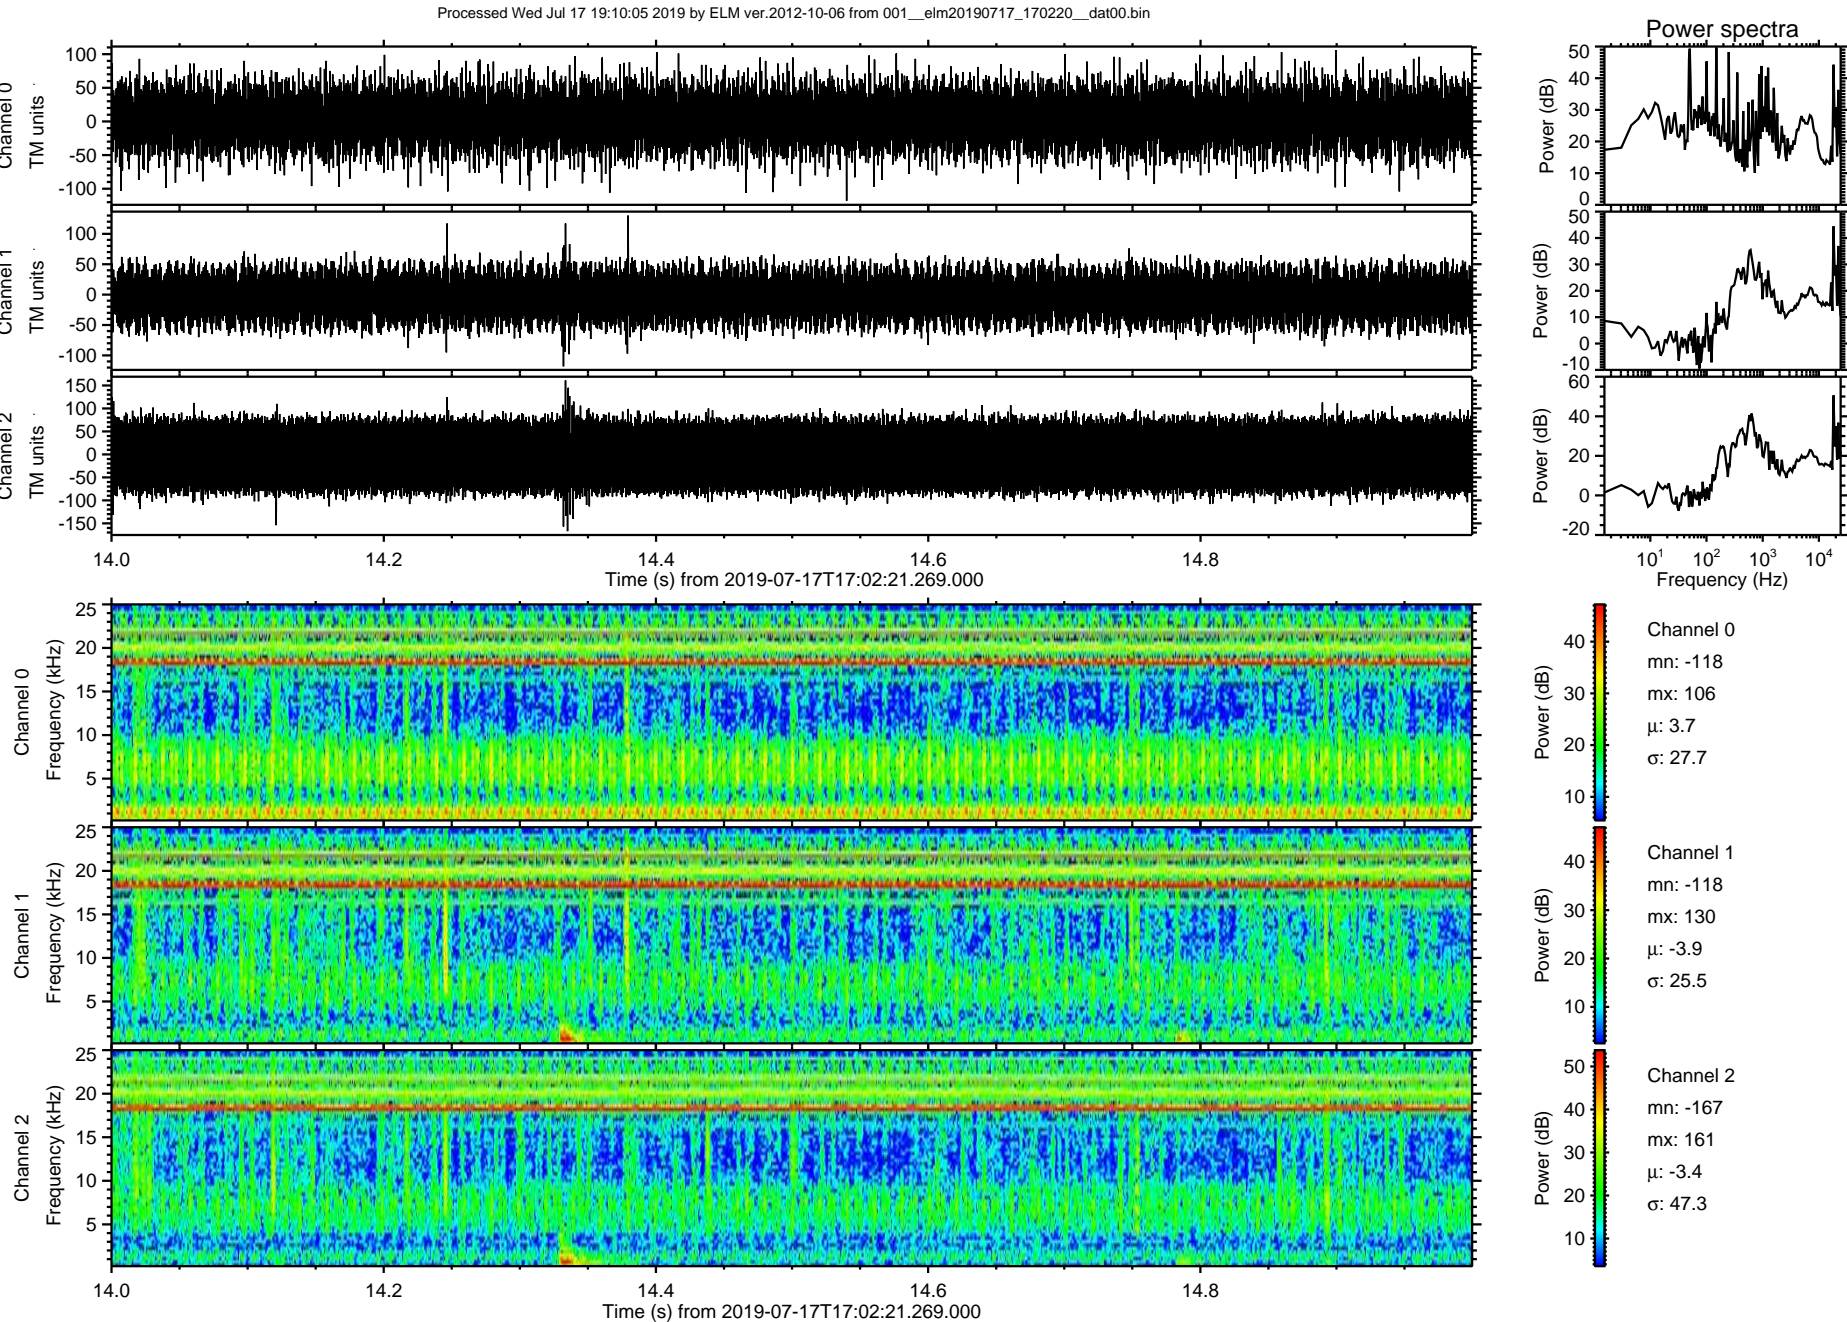 Processed Wed Jul 17 19:10:05 2019 by ELM ver.2012-10-06 from 001__elm20190717_170220__dat00.bin
Power spectra
Channel 0
TM units
100
50
0
-50
-100
Power (dB)
50
40
30
20
10
0
Channel 1
TM units
100
50
0
-50
-100
Power (dB)
50
40
30
20
10
0
-10
Channel 2
TM units
150
100
50
0
-50
-100
-150
Power (dB)
60
40
20
0
-20
14.0 14.2 14.4 14.6 14.8
Time (s) from 2019-07-17T17:02:21.269.000
10¹ 10² 10³ 10⁴
Frequency (Hz)
Channel 0
Frequency (kHz)
25
20
15
10
5
Power (dB)
40
30
20
10
Channel 0
mn: -118
mx: 106
μ: 3.7
σ: 27.7
Channel 1
Frequency (kHz)
25
20
15
10
5
Power (dB)
40
30
20
10
Channel 1
mn: -118
mx: 130
μ: -3.9
σ: 25.5
Channel 2
Frequency (kHz)
25
20
15
10
5
Power (dB)
50
40
30
20
10
Channel 2
mn: -167
mx: 161
μ: -3.4
σ: 47.3
14.0 14.2 14.4 14.6 14.8
Time (s) from 2019-07-17T17:02:21.269.000